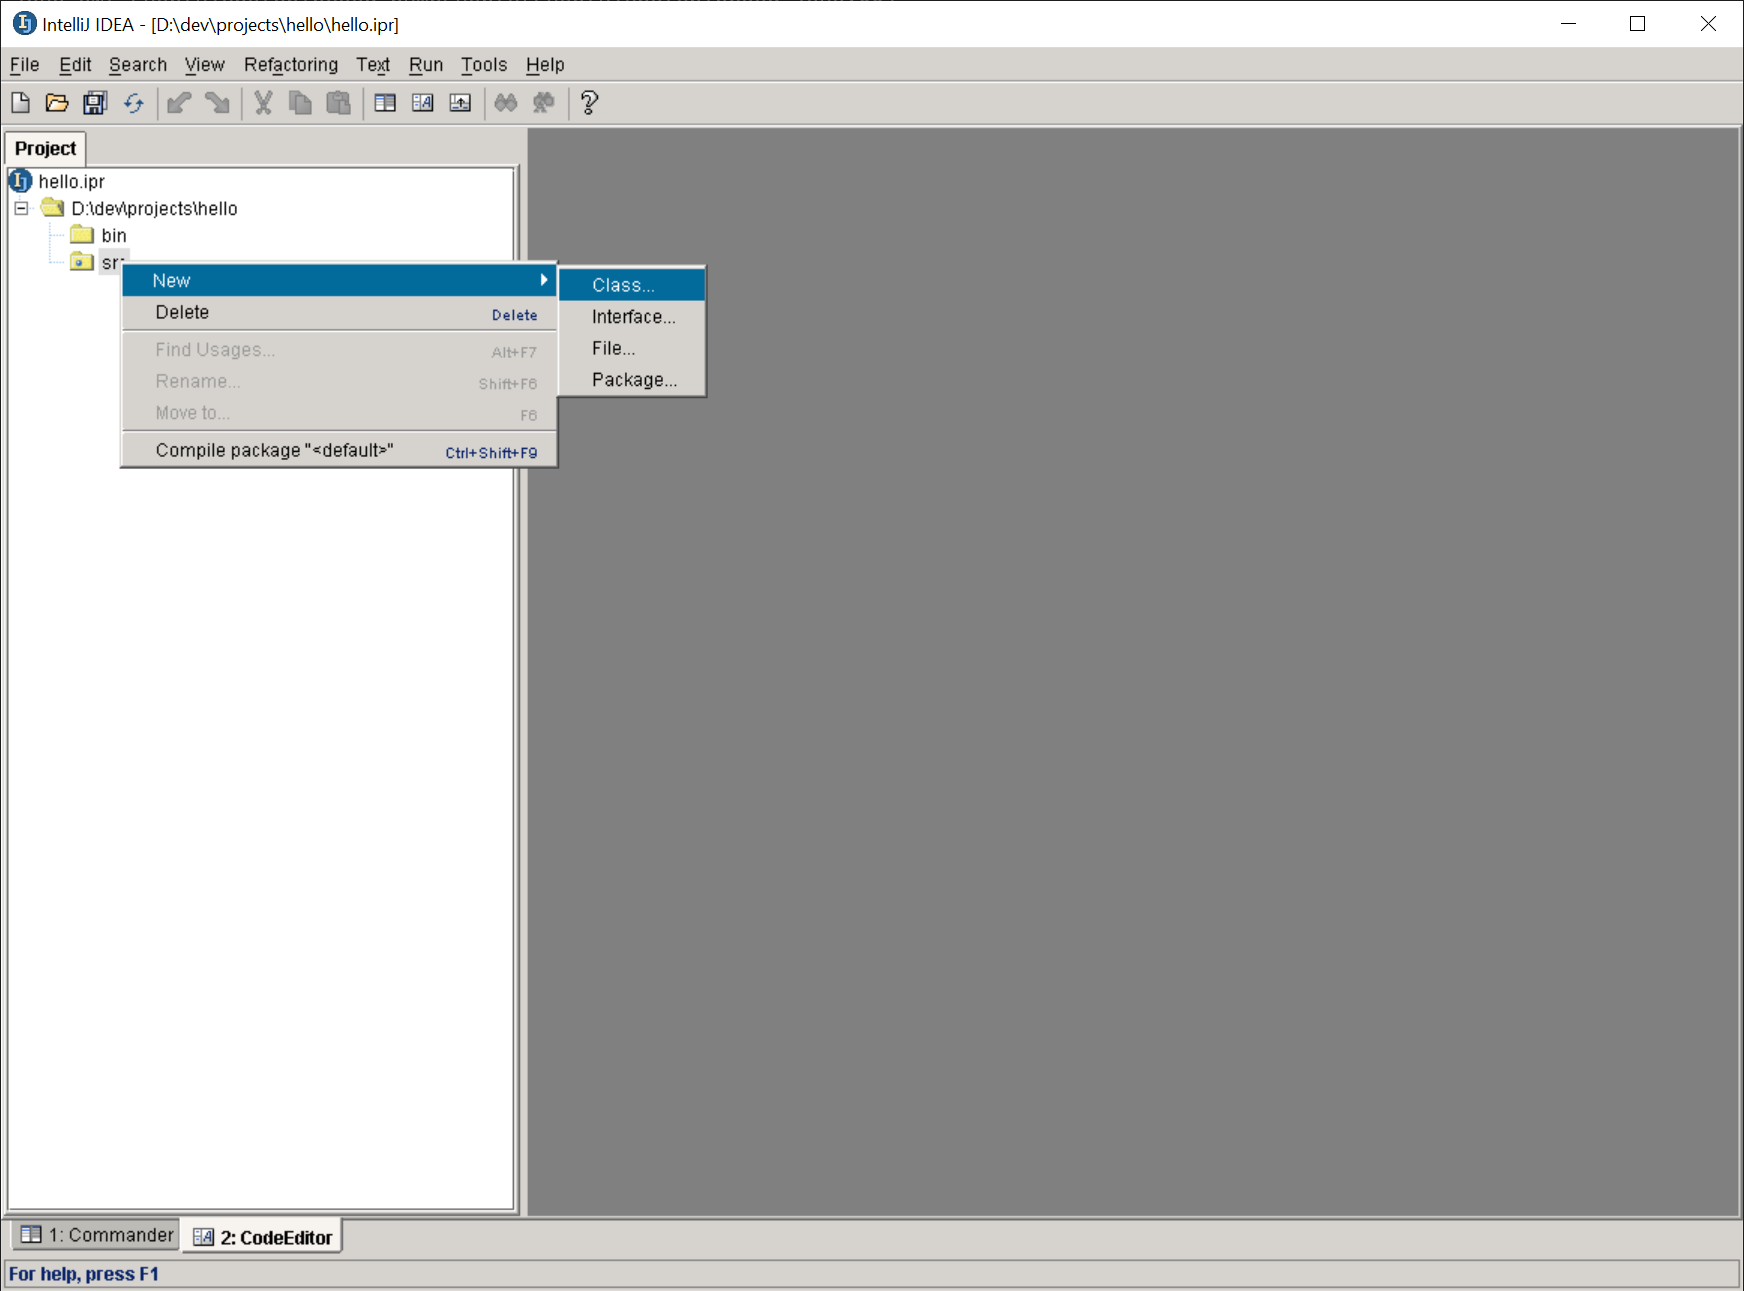 IntelliJ IDEA - [D:\dev\projects\hello\hello.ipr]
File Edit Search View Refactoring Text Run Tools Help
Project
hello.ipr
D:\dev\projects\hello
bin
New
Class...
Delete Delete
Interface...
Find Usages... Alt+F7
File...
Rename... Shift+F6
Package...
Move to... F6
Compile package "<default>" Ctrl+Shift+F9
1: Commander 2: CodeEditor
For help, press F1